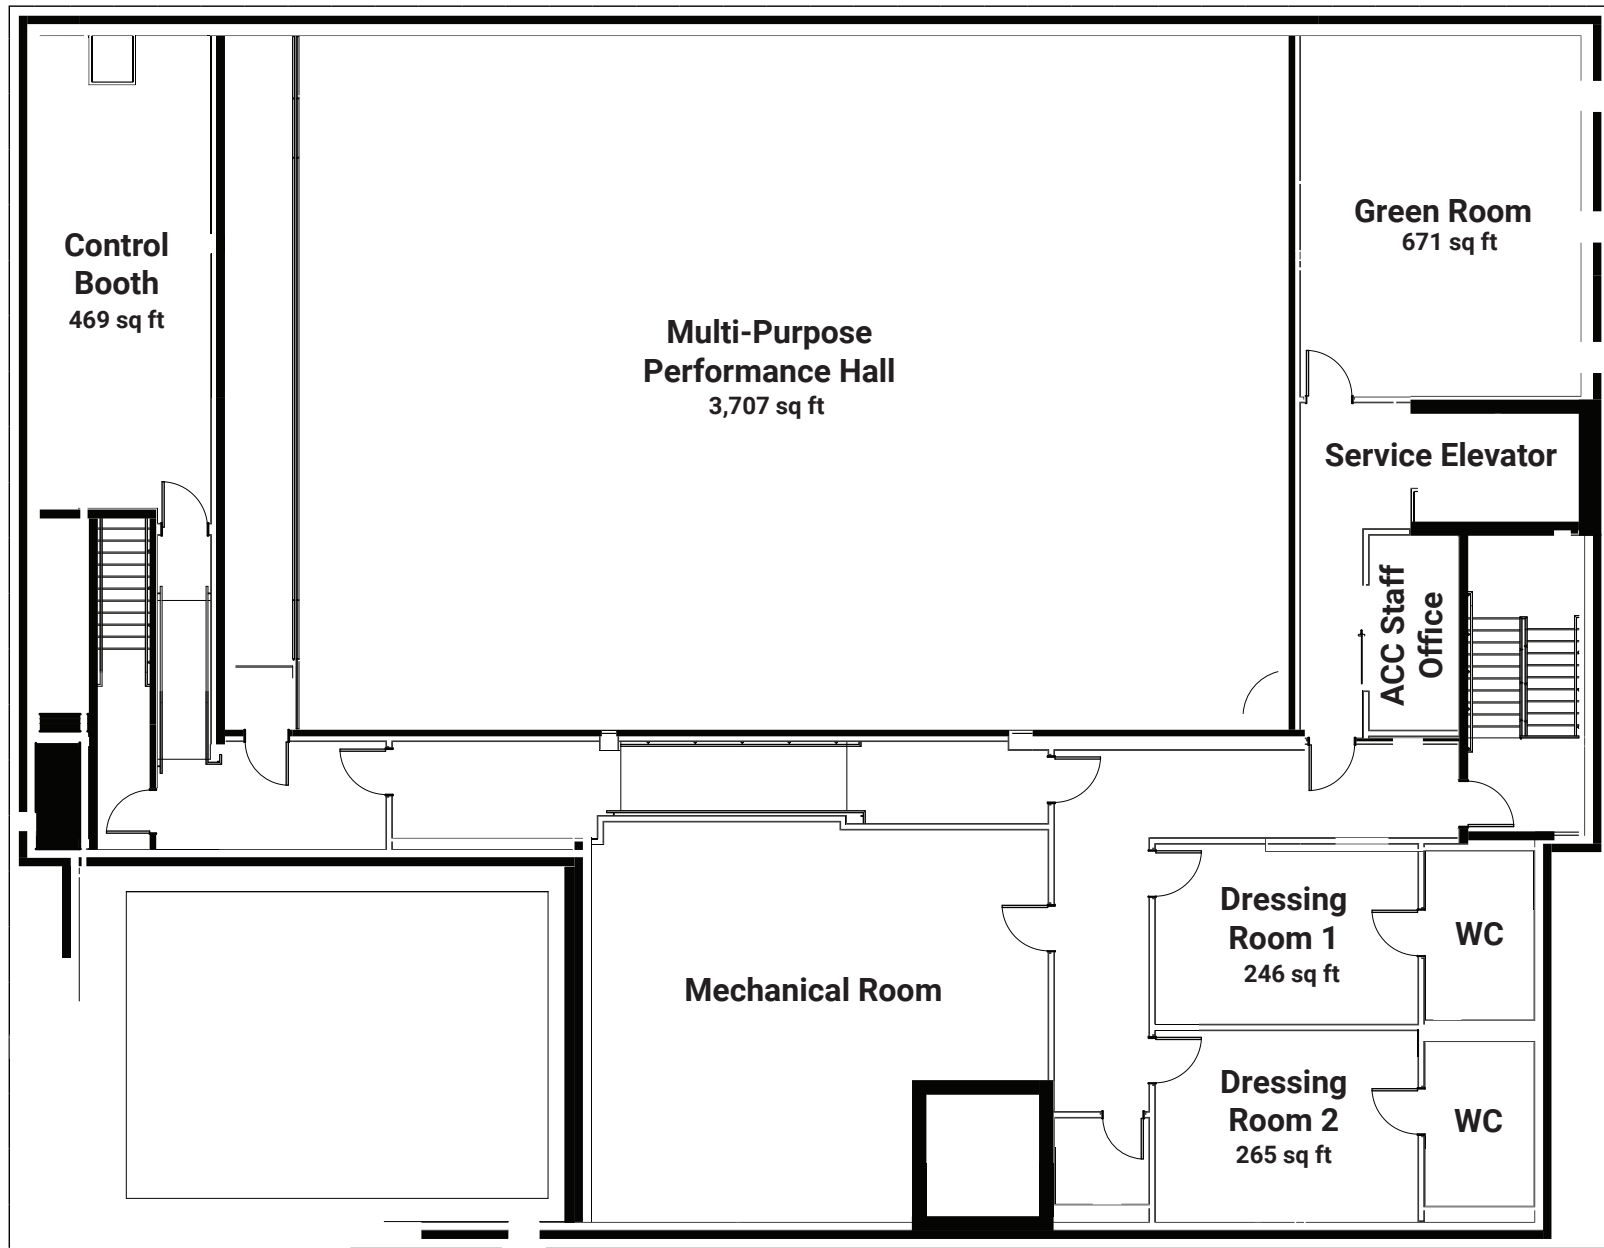 Control
Booth
469 sq ft
Multi-Purpose
Performance Hall
3,707 sq ft
Green Room
671 sq ft
Service Elevator
ACC Staff
Office
Mechanical Room
Dressing
Room 1
246 sq ft
WC
Dressing
Room 2
265 sq ft
WC